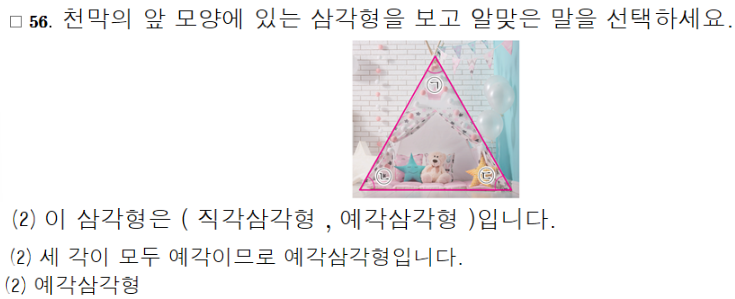 □ 56. 천막의 앞 모양에 있는 삼각형을 보고 알맞은 말을 선택하세요.
㉠
㉡ ㉢
(2) 이 삼각형은 ( 직각삼각형 , 예각삼각형 )입니다.
(2) 세 각이 모두 예각이므로 예각삼각형입니다.
(2) 예각삼각형